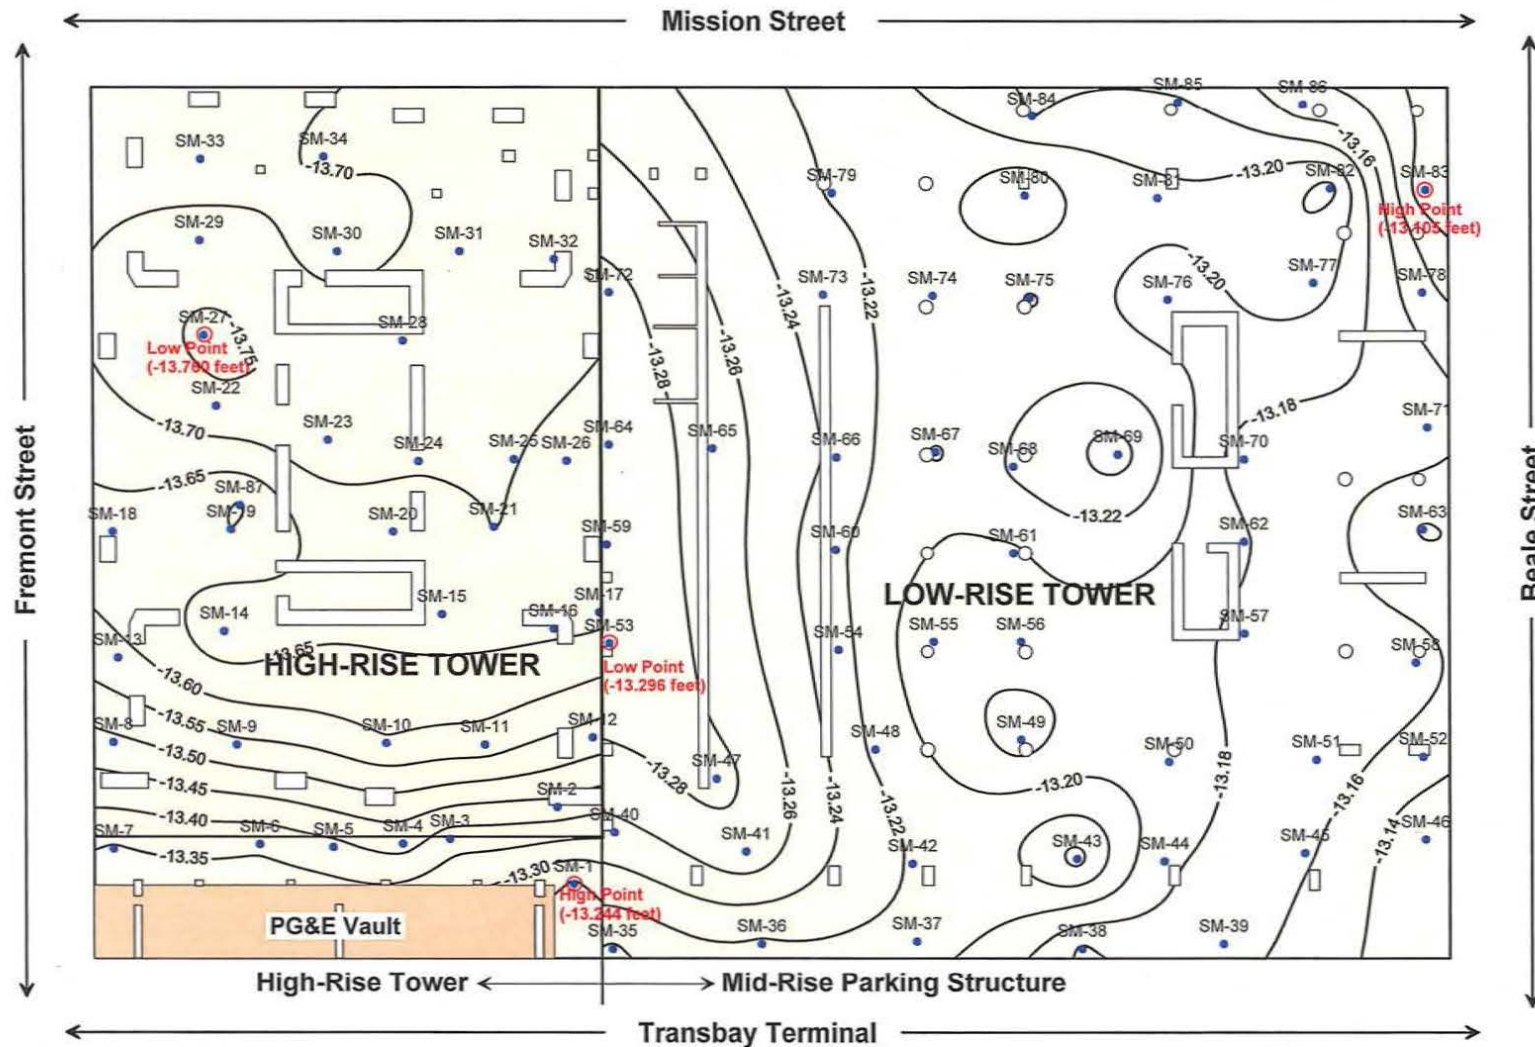 Mission Street
Fremont Street
Beale Street
SM-85
SM-86
SM-84
SM-33
SM-34
-13.16
-13.70
-13.20
SM-79
SM-80
SM-81
SM-82
SM-83
High Point
(-13.105 feet)
SM-29
SM-30
SM-31
SM-32
SM-72
SM-73
SM-74
SM-75
SM-76
SM-77
SM-78
-13.20
-13.24
-13.22
SM-27
-13.75
SM-28
Low Point
(-13.760 feet)
-13.28
-13.26
SM-22
-13.70
SM-23
SM-24
SM-25
SM-26
SM-64
SM-65
SM-66
SM-67
SM-68
SM-69
SM-70
SM-71
-13.18
-13.65
SM-87
SM-18
SM-19
SM-20
SM-21
SM-59
SM-60
SM-61
SM-62
SM-63
-13.22
SM-13
SM-14
SM-15
SM-16
SM-17
SM-53
SM-54
SM-55
SM-56
SM-57
SM-58
LOW-RISE TOWER
-13.65
HIGH-RISE TOWER
Low Point
(-13.296 feet)
-13.60
-13.55
SM-8
SM-9
SM-10
SM-11
SM-12
SM-48
SM-49
SM-50
SM-51
SM-52
-13.50
-13.45
-13.28
SM-47
-13.26
-13.24
-13.22
-13.20
-13.18
-13.16
-13.14
-13.40
SM-2
SM-40
SM-7
SM-6
SM-5
SM-4
SM-3
SM-41
SM-42
SM-43
SM-44
SM-45
SM-46
-13.35
-13.30
SM-1
High Point
(-13.244 feet)
PG&E Vault
SM-35
SM-36
SM-37
SM-38
SM-39
High-Rise Tower
Mid-Rise Parking Structure
Transbay Terminal